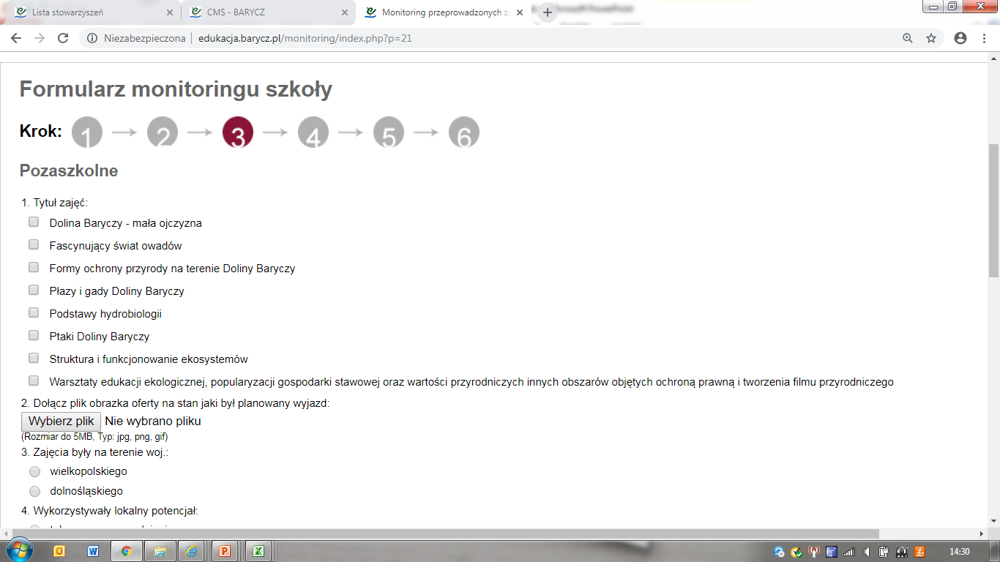 Lista stowarzyszeń
CMS - BARYCZ
Monitoring przeprowadzonych z
Microsoft PowerPoint
Niezabezpieczona | edukacja.barycz.pl/monitoring/index.php?p=21
Formularz monitoringu szkoły
Krok: 1 2 3 4 5 6
Pozaszkolne
1. Tytuł zajęć:
Dolina Baryczy - mała ojczyzna
Fascynujący świat owadów
Formy ochrony przyrody na terenie Doliny Baryczy
Płazy i gady Doliny Baryczy
Podstawy hydrobiologii
Ptaki Doliny Baryczy
Struktura i funkcjonowanie ekosystemów
Warsztaty edukacji ekologicznej, popularyzacji gospodarki stawowej oraz wartości przyrodniczych innych obszarów objętych ochroną prawną i tworzenia filmu przyrodniczego
2. Dołącz plik obrazka oferty na stan jaki był planowany wyjazd:
Wybierz plik Nie wybrano pliku
(Rozmiar do 5MB, Typ: jpg, png, gif)
3. Zajęcia były na terenie woj.:
wielkopolskiego
dolnośląskiego
4. Wykorzystywały lokalny potencjał:
14:30